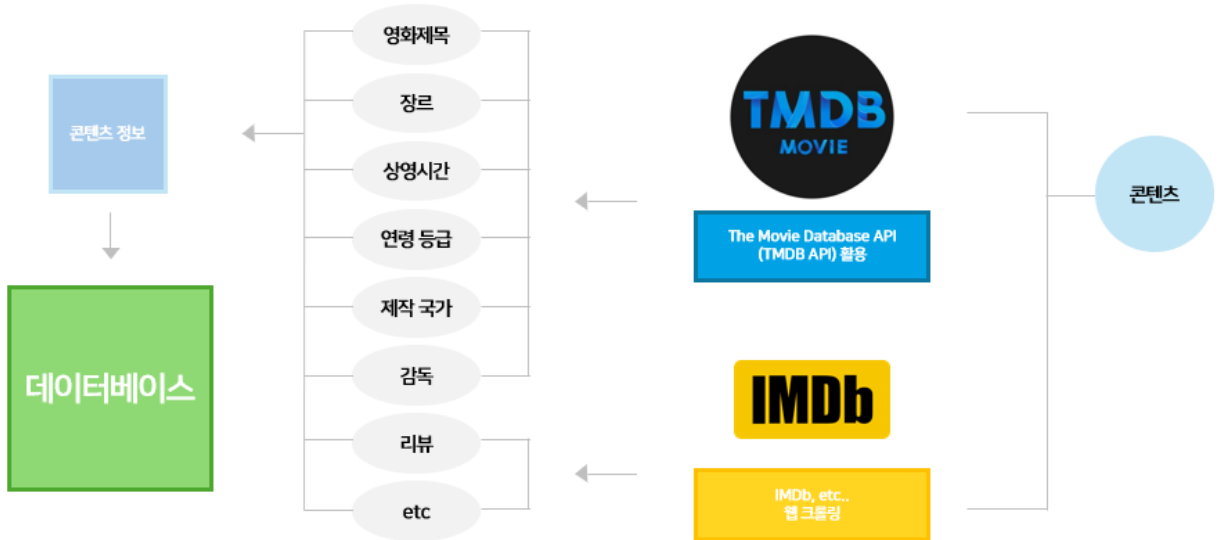 영화제목
장르
상영시간
연령 등급
제작 국가
감독
리뷰
etc
콘텐츠 정보
데이터베이스
TMDB
MOVIE
The Movie Database API
(TMDB API) 활용
IMDb
IMDb, etc..
웹 크롤링
콘텐츠